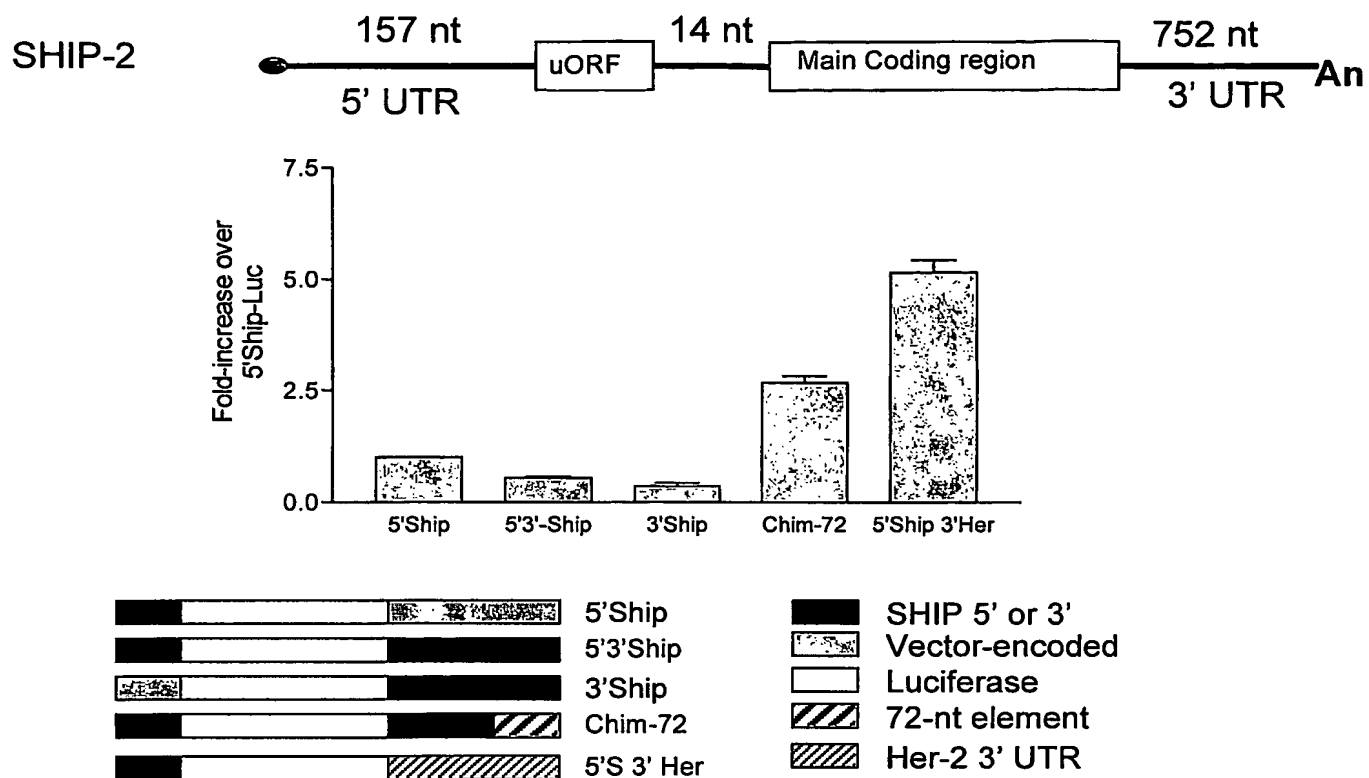 SHIP-2
157 nt
14 nt
752 nt
uORF
Main Coding region
An
5' UTR
3' UTR
7.5
5.0
2.5
0.0
Fold-increase over
5'Ship-Luc
5'Ship
5'3'-Ship
3'Ship
Chim-72
5'Ship 3'Her
5'Ship
5'3'Ship
3'Ship
Chim-72
5'S 3' Her
SHIP 5' or 3'
Vector-encoded
Luciferase
72-nt element
Her-2 3' UTR